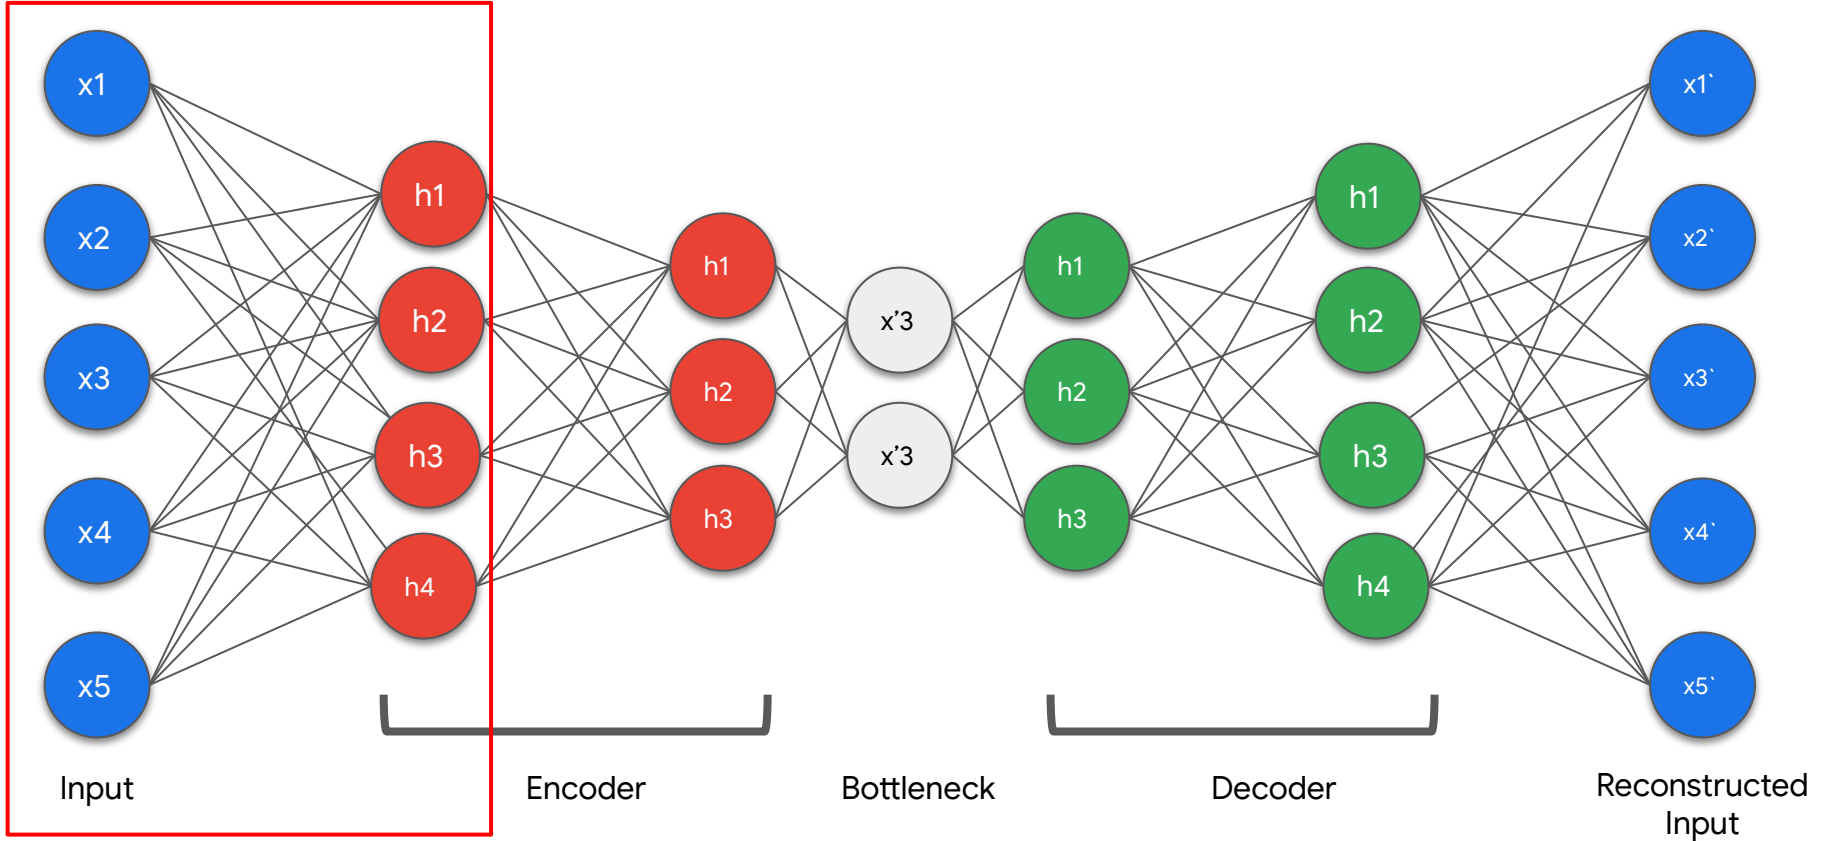 x1
x2
x3
x4
x5
h1
h2
h3
h4
h1
h2
h3
x’3
x’3
h1
h2
h3
h1
h2
h3
h4
x1`
x2`
x3`
x4`
x5`
Input
Encoder
Bottleneck
Decoder
Reconstructed
Input